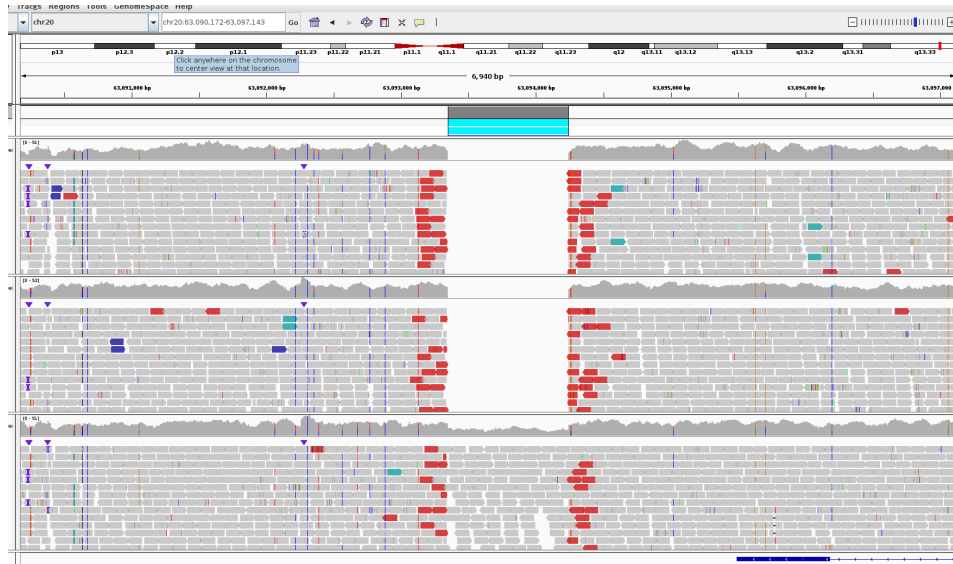 Tracks Regions Tools GenomeSpace Help
chr20 chr20:63,090,172-63,097,143 Go
p13 p12.3 p12.2 p12.1 p11.23 p11.22 p11.21 p11.1 q11.1 q11.21 q11.22 q11.23 q12 q13.11 q13.12 q13.13 q13.2 q13.31 q13.33
Click anywhere on the chromosome
to center view at that location.
6,940 bp
63,091,000 bp 63,092,000 bp 63,093,000 bp 63,094,000 bp 63,095,000 bp 63,096,000 bp 63,097,000
[0 - 51]
[0 - 52]
[0 - 51]